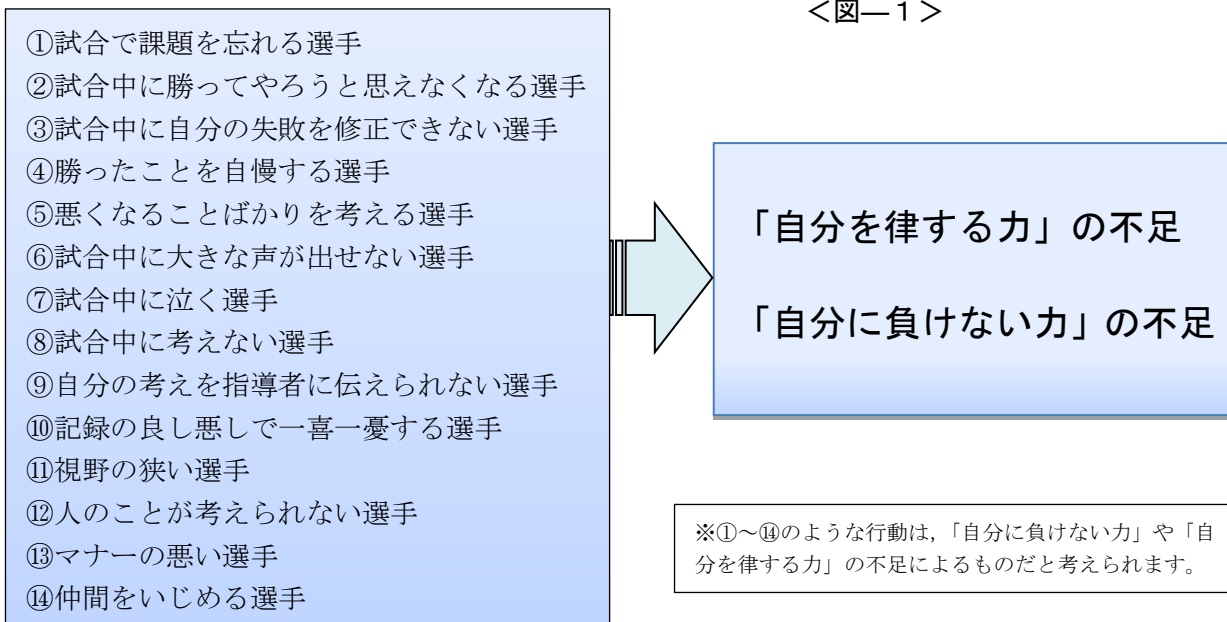 ＜図―１＞
①試合で課題を忘れる選手
②試合中に勝ってやろうと思えなくなる選手
③試合中に自分の失敗を修正できない選手
④勝ったことを自慢する選手
⑤悪くなることばかりを考える選手
⑥試合中に大きな声が出せない選手
⑦試合中に泣く選手
⑧試合中に考えない選手
⑨自分の考えを指導者に伝えられない選手
⑩記録の良し悪しで一喜一憂する選手
⑪視野の狭い選手
⑫人のことが考えられない選手
⑬マナーの悪い選手
⑭仲間をいじめる選手
「自分を律する力」の不足
「自分に負けない力」の不足
※①～⑭のような行動は，「自分に負けない力」や「自
分を律する力」の不足によるものだと考えられます。